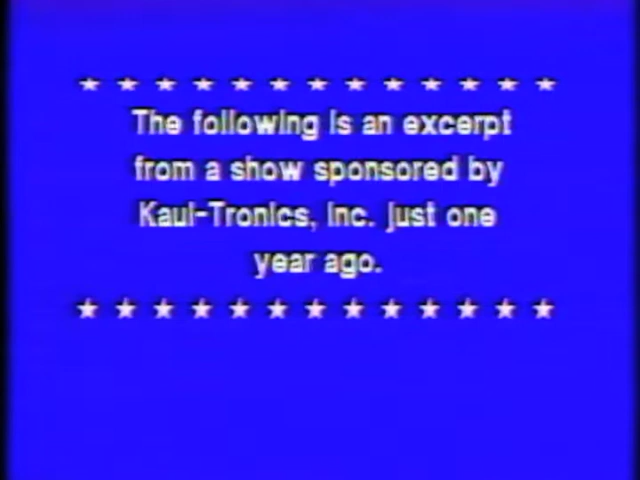 * * * * * * * * * * * * *
The following is an excerpt
from a show sponsored by
Kaul-Tronics, Inc. just one
year ago.
* * * * * * * * * * * * *